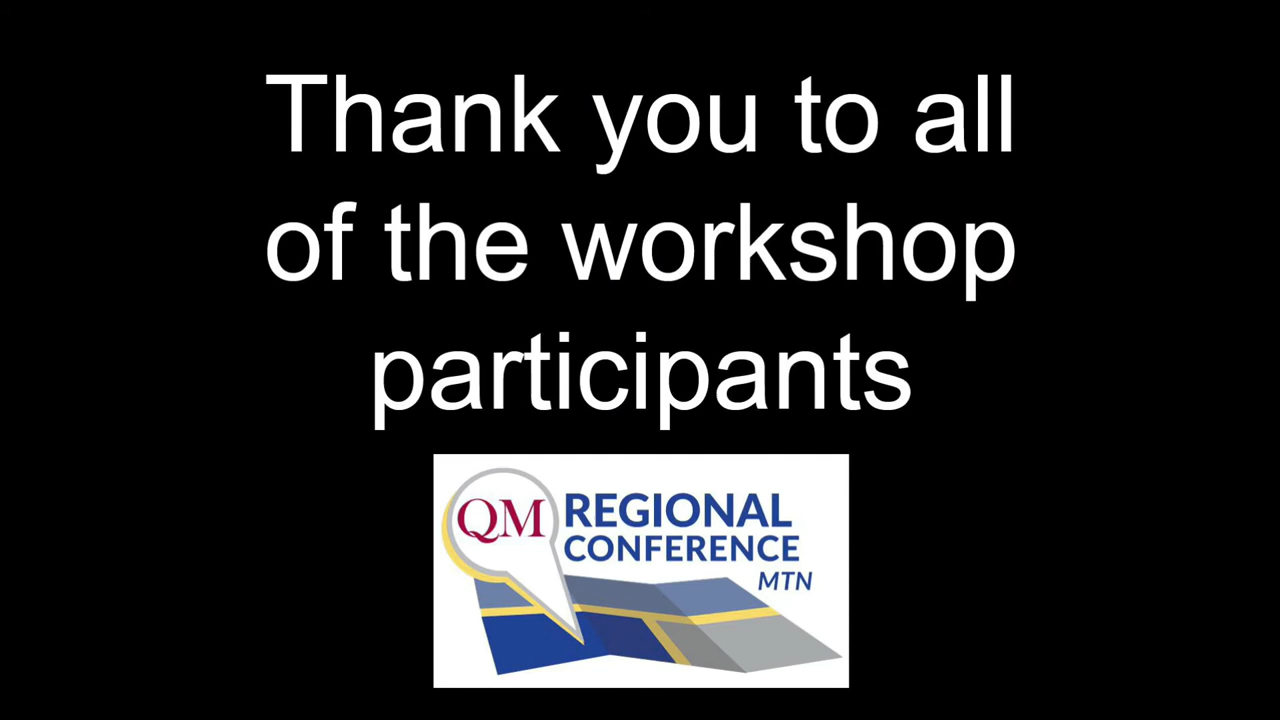 Thank you to all
of the workshop
participants
QM
REGIONAL
CONFERENCE
MTN